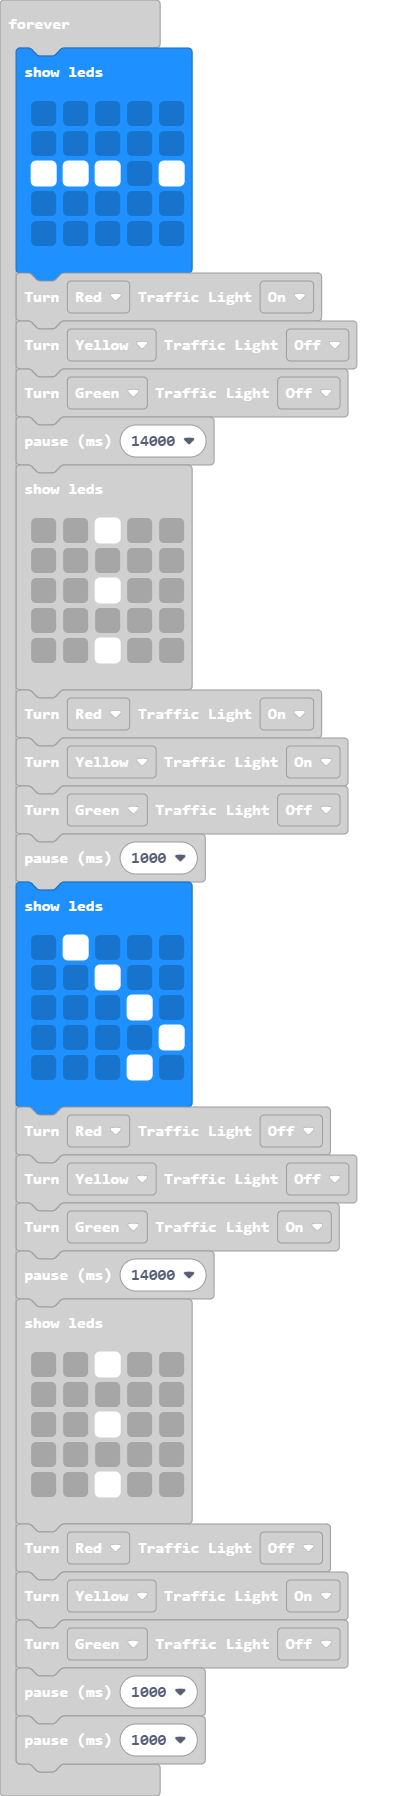 forever
show leds
Turn Red Traffic Light On
Turn Yellow Traffic Light Off
Turn Green Traffic Light Off
pause (ms) 14000
show leds
Turn Red Traffic Light On
Turn Yellow Traffic Light On
Turn Green Traffic Light Off
pause (ms) 1000
show leds
Turn Red Traffic Light Off
Turn Yellow Traffic Light Off
Turn Green Traffic Light On
pause (ms) 14000
show leds
Turn Red Traffic Light Off
Turn Yellow Traffic Light On
Turn Green Traffic Light Off
pause (ms) 1000
pause (ms) 1000